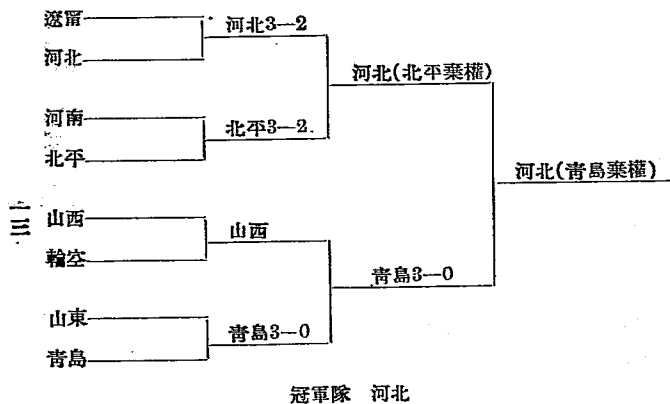 遼甯
河北
河北3—2
河南
北平
北平3—2
河北(北平棄權)
山西
輪空
山西
山東
青島
青島3—0
青島3—0
河北(青島棄權)
冠軍隊 河北